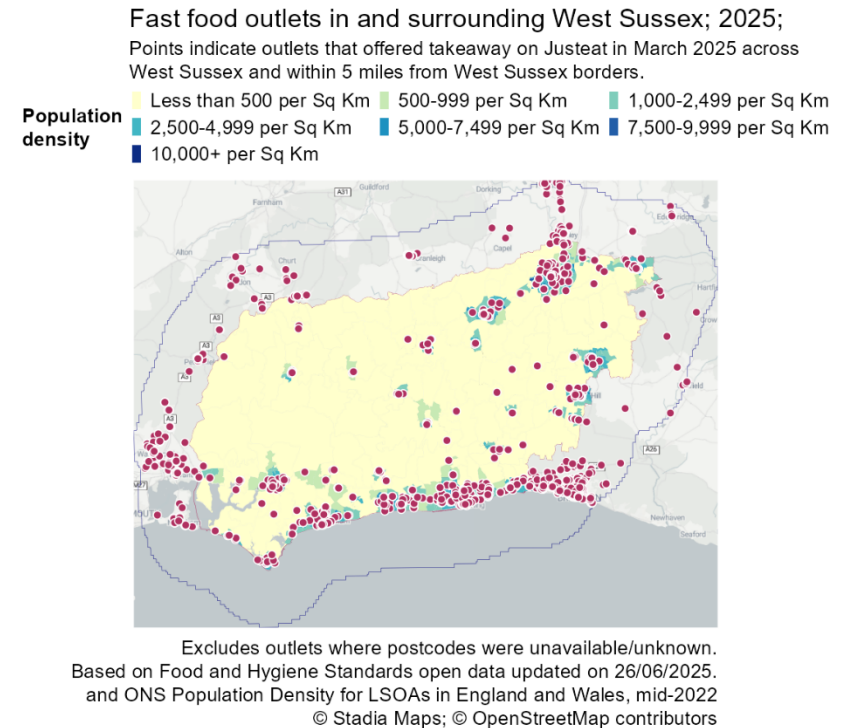 Fast food outlets in and surrounding West Sussex; 2025;
Points indicate outlets that offered takeaway on Justeat in March 2025 across
West Sussex and within 5 miles from West Sussex borders.
Population
density
Less than 500 per Sq Km
500-999 per Sq Km
1,000-2,499 per Sq Km
2,500-4,999 per Sq Km
5,000-7,499 per Sq Km
7,500-9,999 per Sq Km
10,000+ per Sq Km
Guildford
Dorking
A31
Farnham
Alton
Churt
Capel
A3
A3
A3
A3
A26
Newhaven
Seaford
Excludes outlets where postcodes were unavailable/unknown.
Based on Food and Hygiene Standards open data updated on 26/06/2025.
and ONS Population Density for LSOAs in England and Wales, mid-2022
© Stadia Maps; © OpenStreetMap contributors